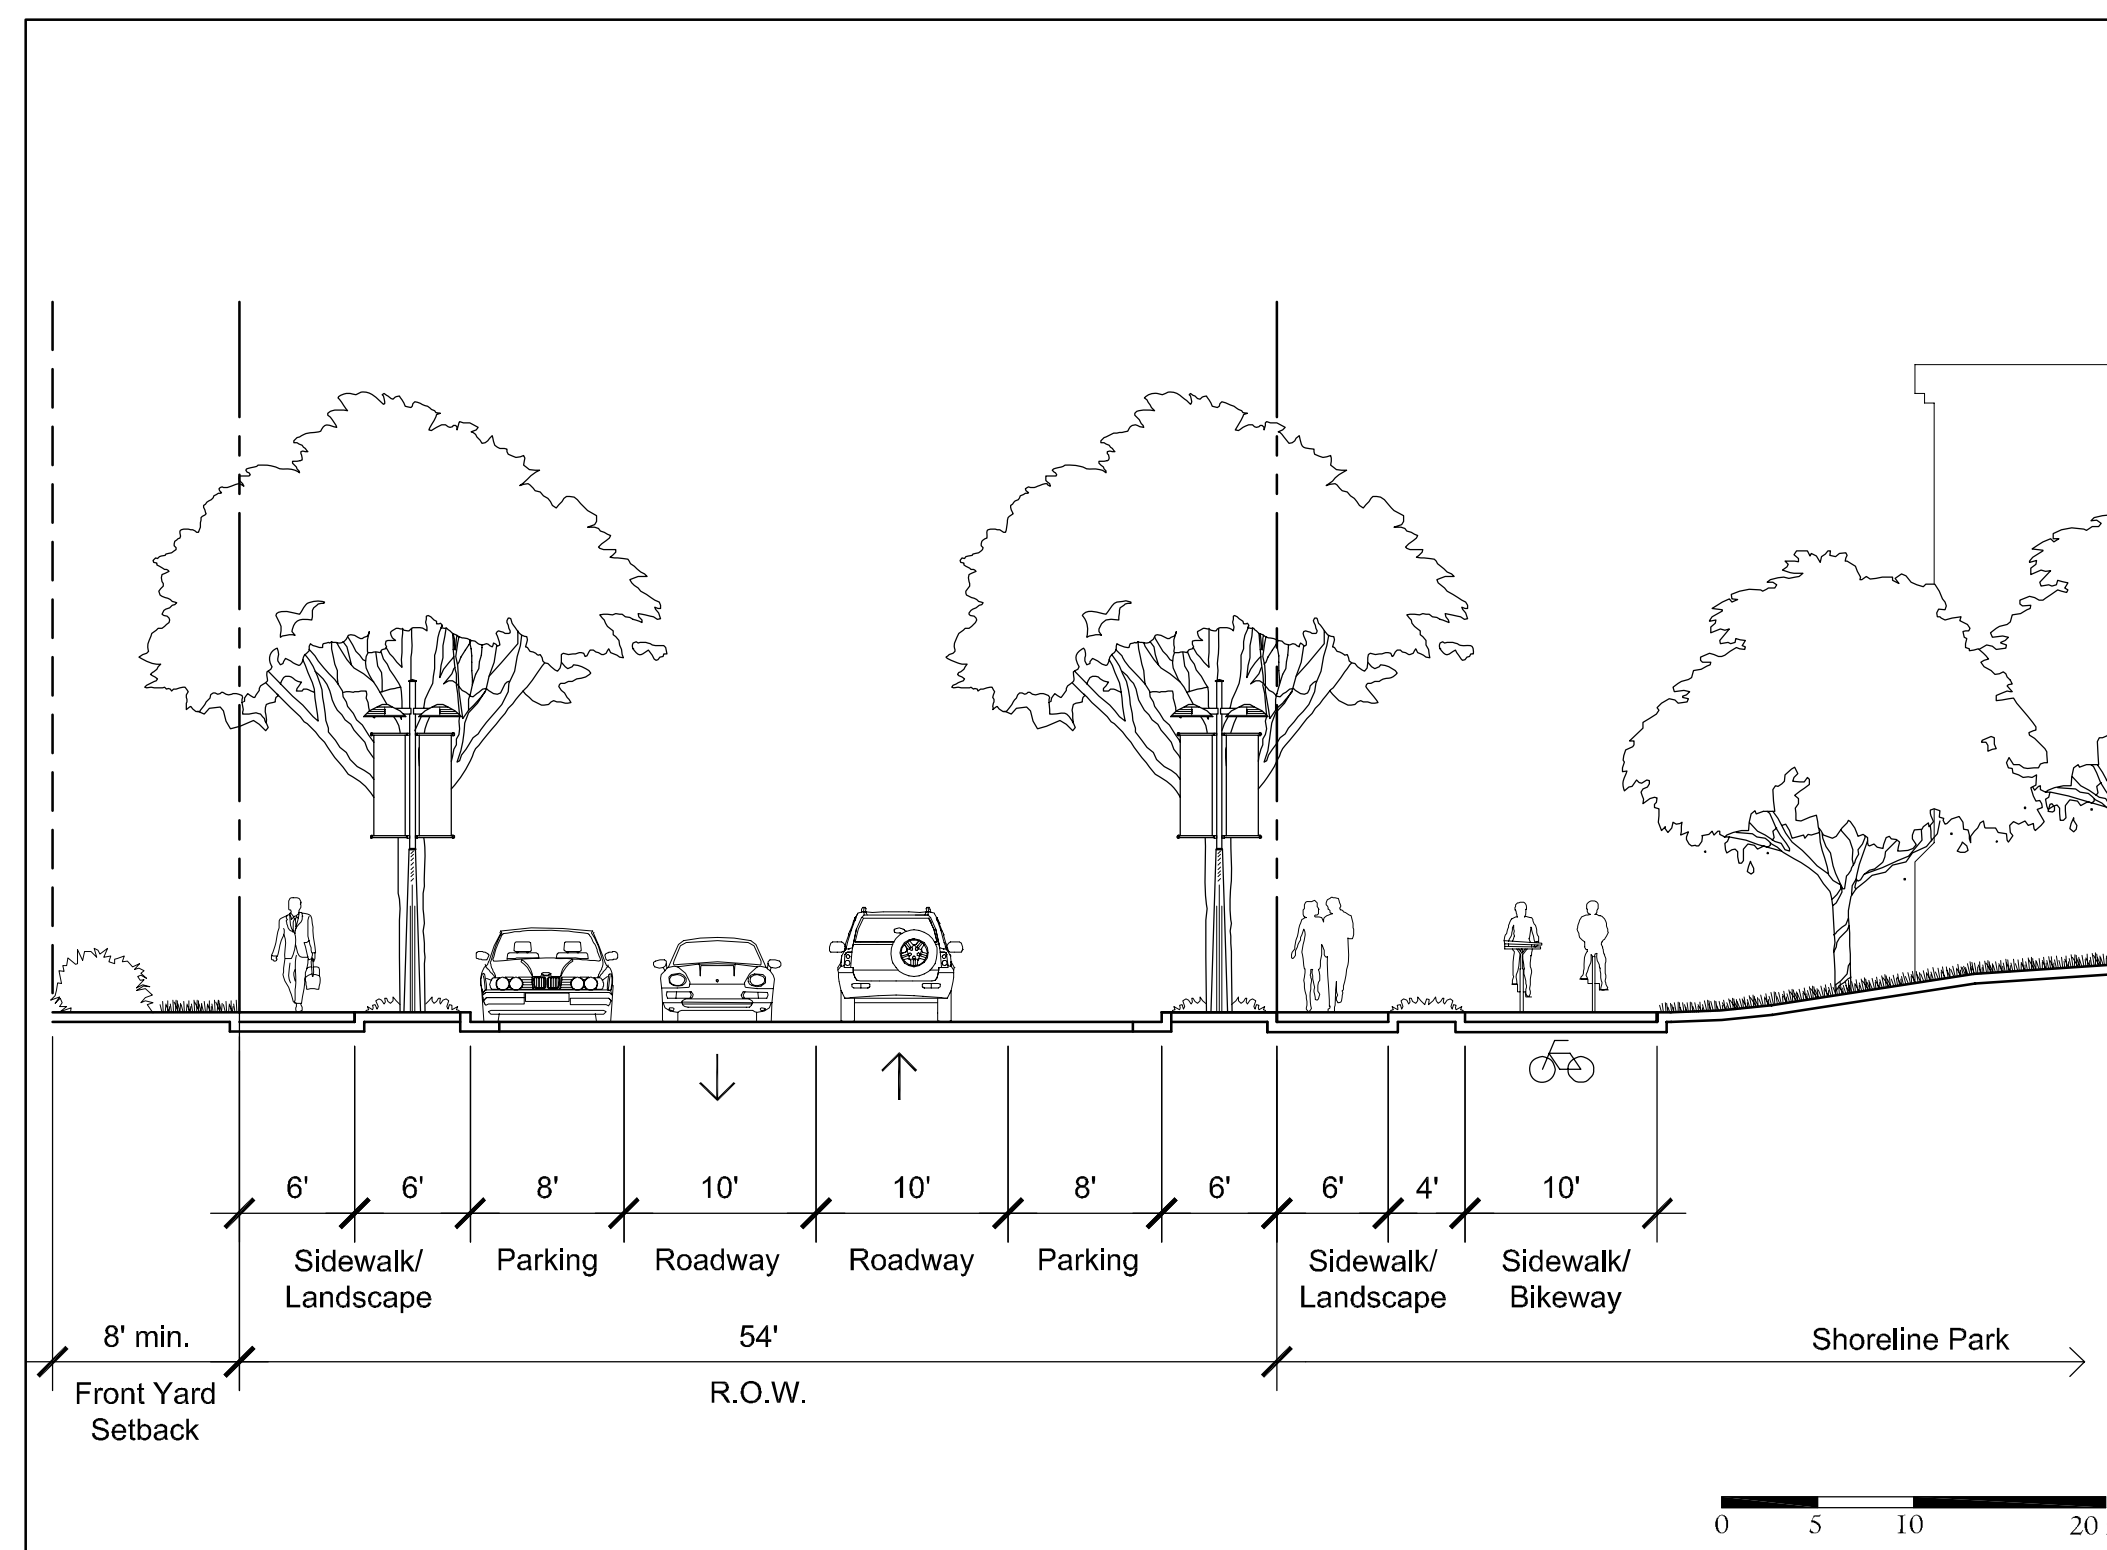 6' 6' 8' 10' 10' 8' 6' 6' 4' 10'
Sidewalk/ Parking Roadway Roadway Parking Sidewalk/ Sidewalk/
Landscape Landscape Bikeway
8' min. 54' Shoreline Park
Front Yard R.O.W.
Setback
0 5 10 20